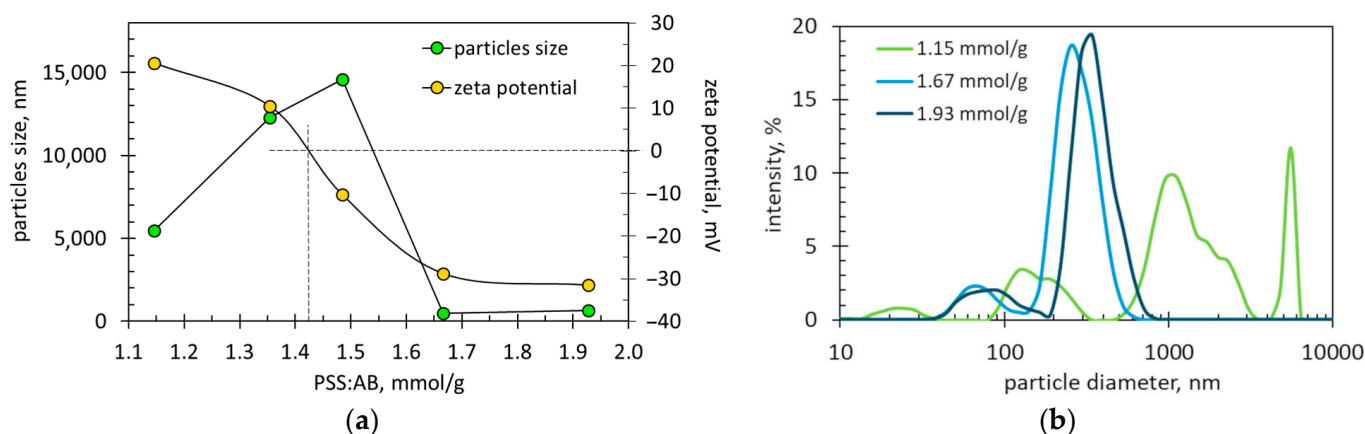 particles size, nm
15,000
10,000
5,000
0
1.1 1.2 1.3 1.4 1.5 1.6 1.7 1.8 1.9 2.0
PSS:AB, mmol/g
30
20
10
0
−10
−20
−30
−40
zeta potential, mV
particles size
zeta potential
(a)
intensity, %
20
15
10
5
0
10 100 1000 10000
particle diameter, nm
1.15 mmol/g
1.67 mmol/g
1.93 mmol/g
(b)